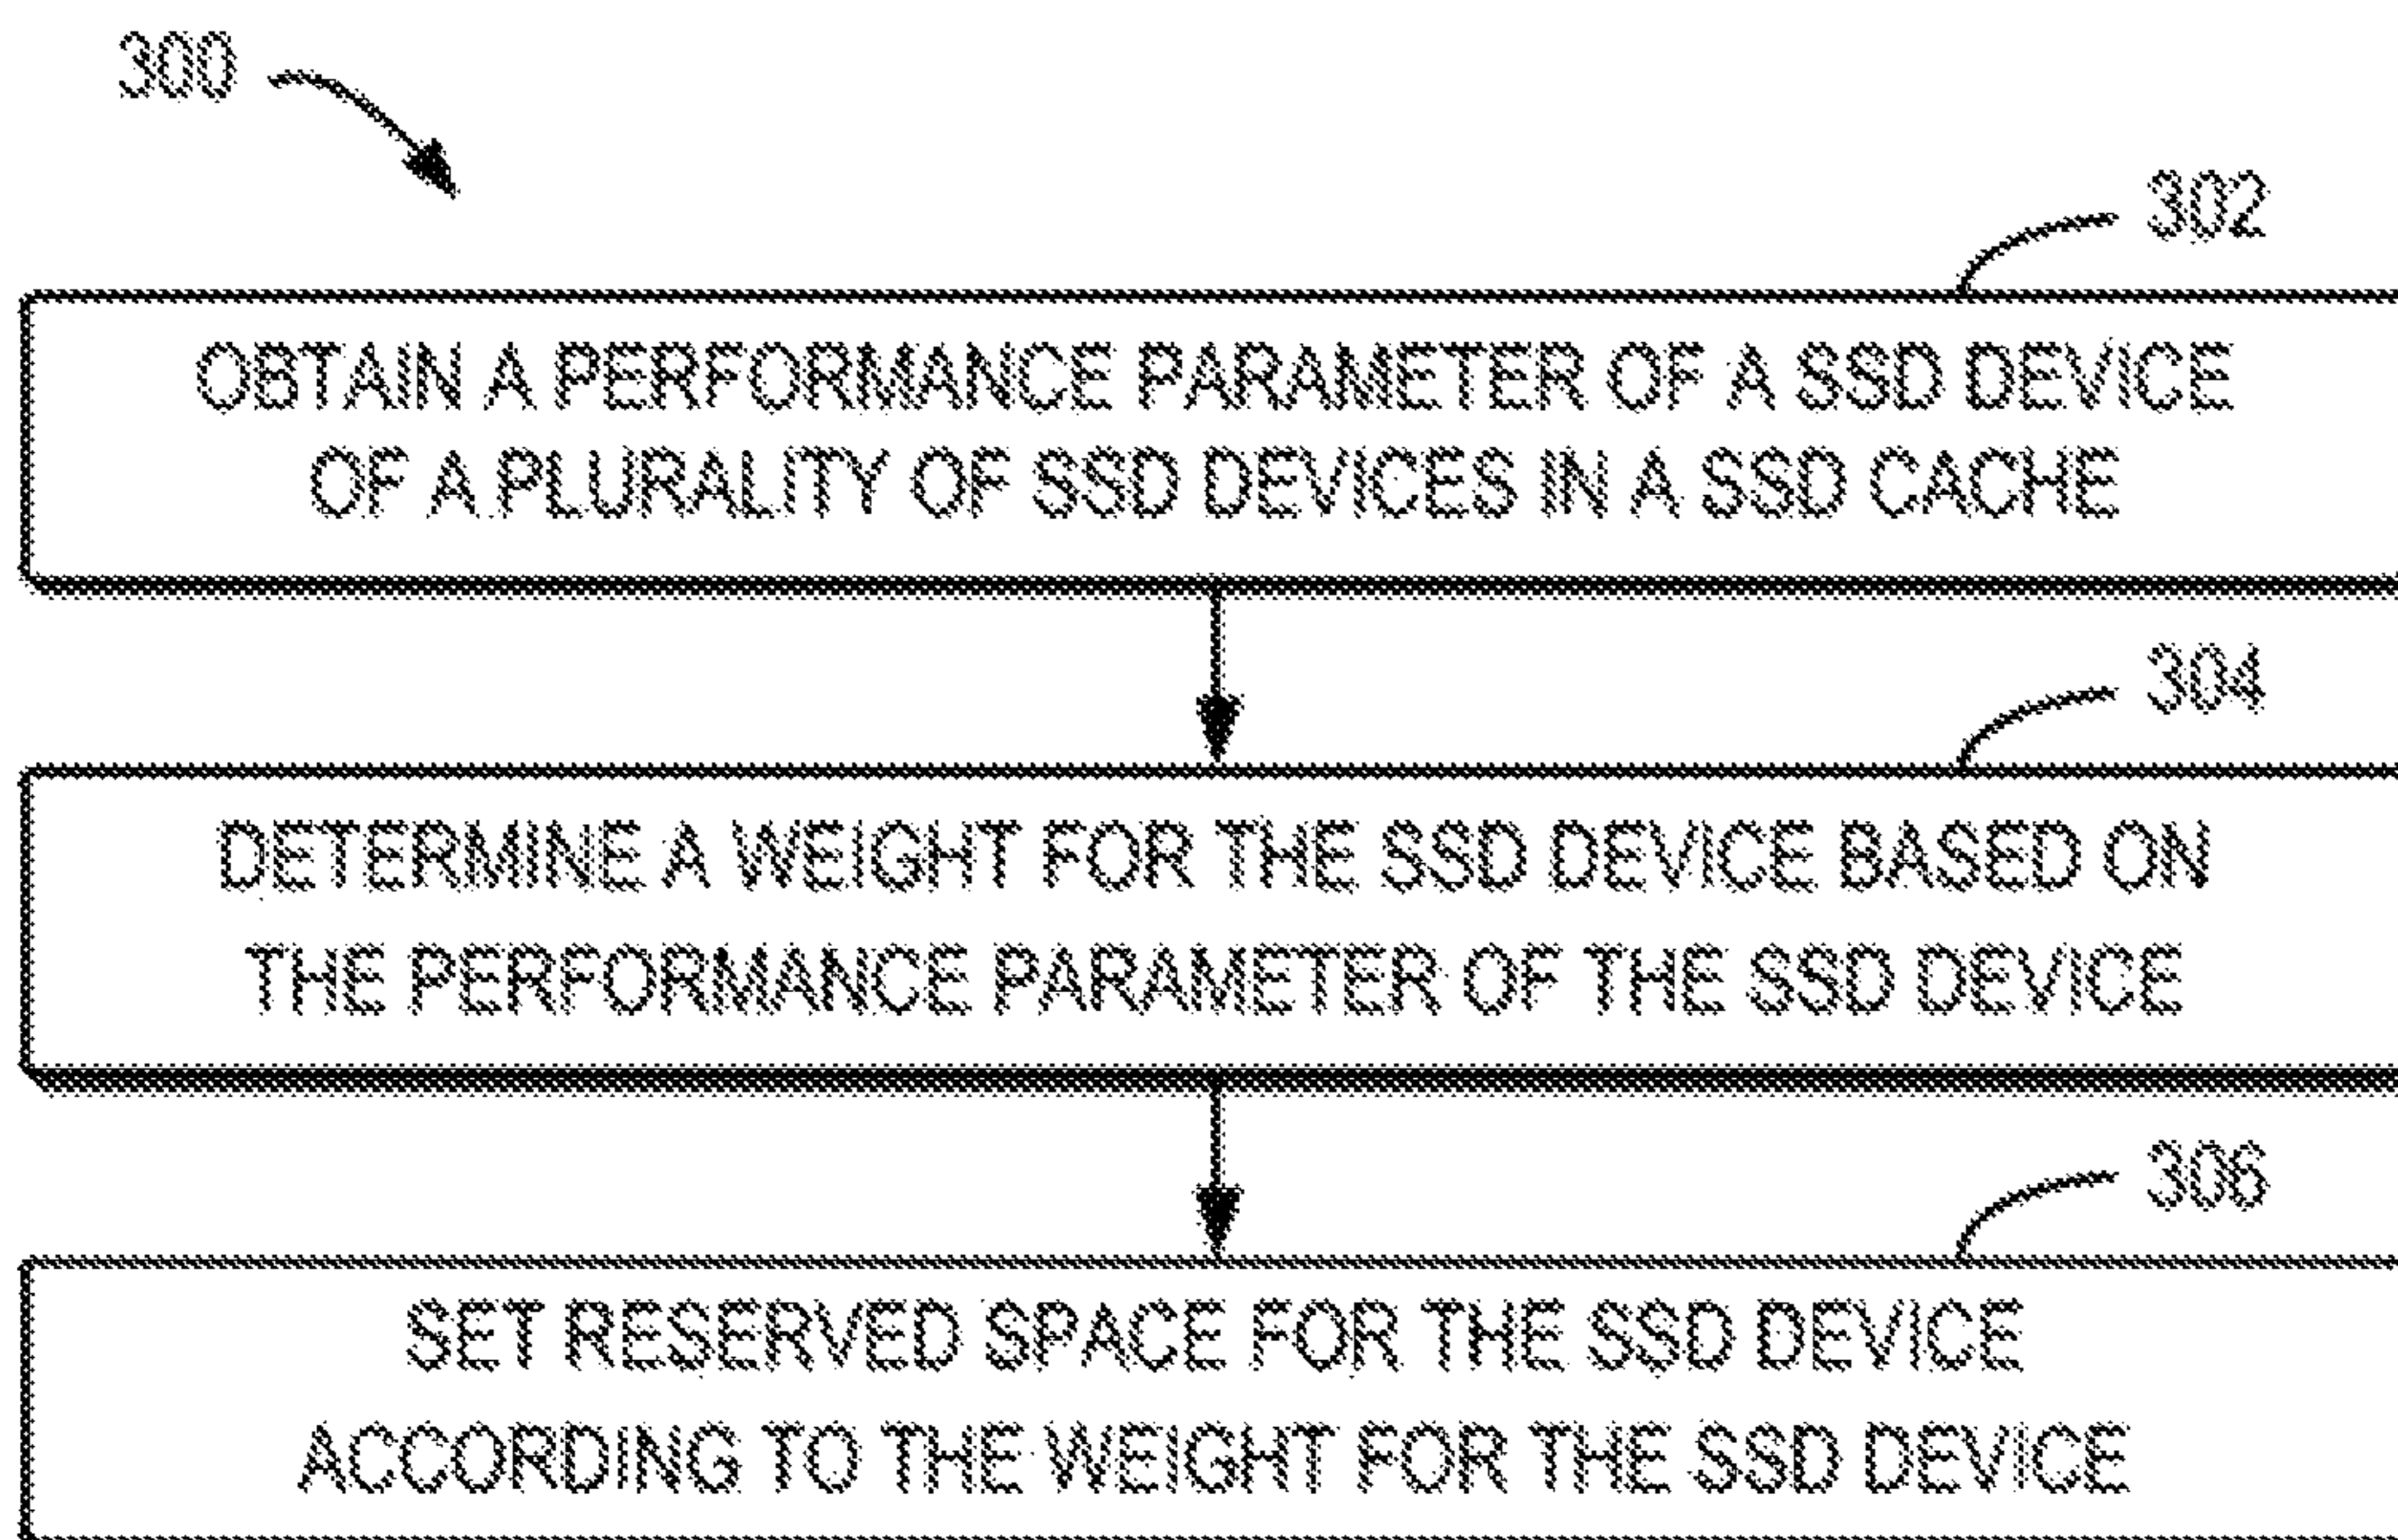 300
302
OBTAIN A PERFORMANCE PARAMETER OF A SSD DEVICE
OF A PLURALITY OF SSD DEVICES IN A SSD CACHE
304
DETERMINE A WEIGHT FOR THE SSD DEVICE BASED ON
THE PERFORMANCE PARAMETER OF THE SSD DEVICE
306
SET RESERVED SPACE FOR THE SSD DEVICE
ACCORDING TO THE WEIGHT FOR THE SSD DEVICE